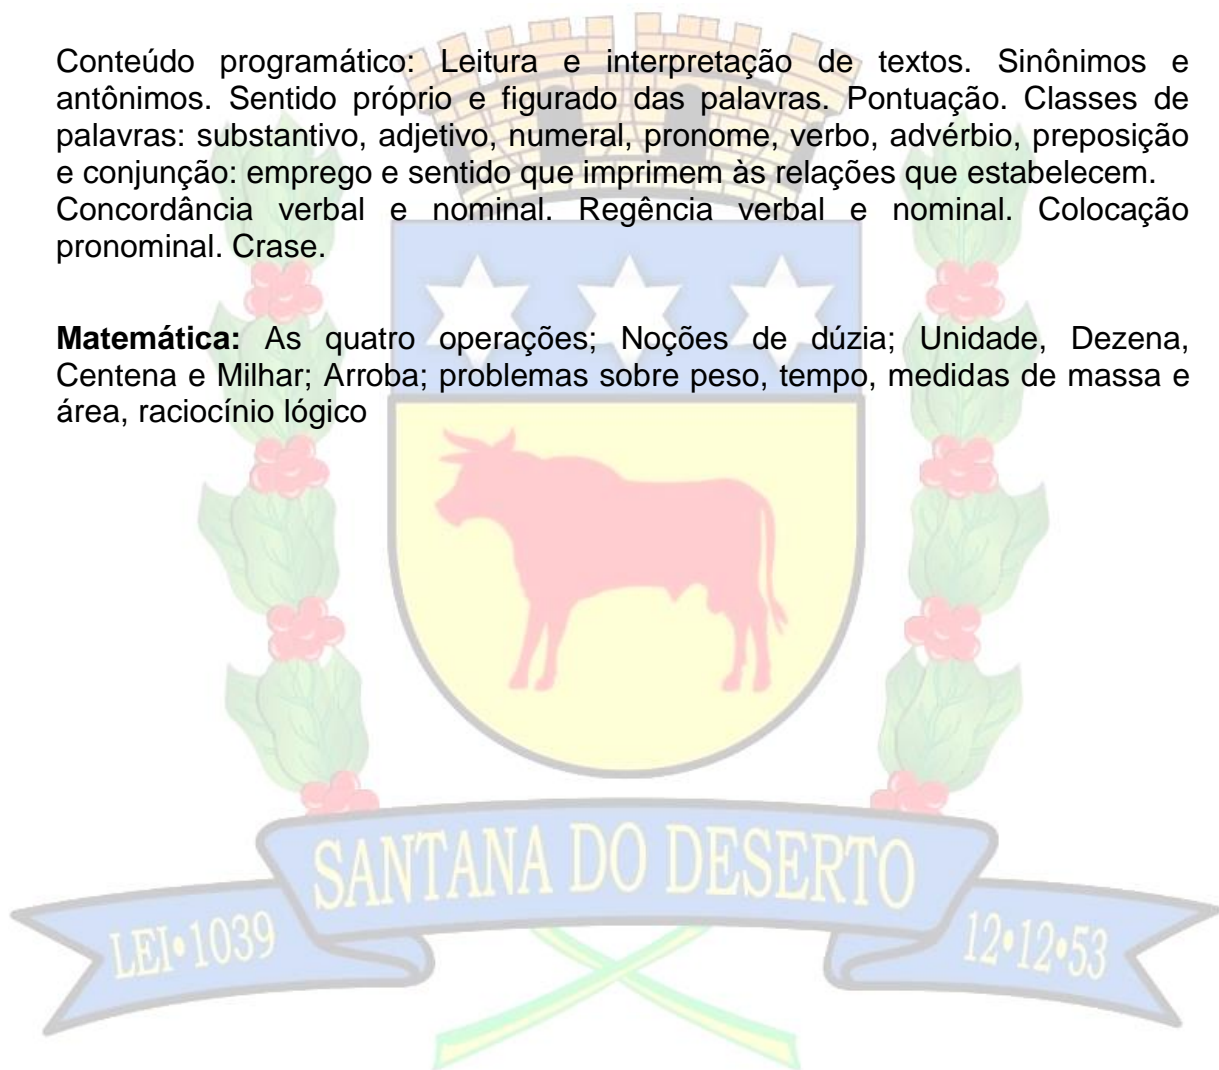 Conteúdo programático: Leitura e interpretação de textos. Sinônimos e
antônimos. Sentido próprio e figurado das palavras. Pontuação. Classes de
palavras: substantivo, adjetivo, numeral, pronome, verbo, advérbio, preposição
e conjunção: emprego e sentido que imprimem às relações que estabelecem.
Concordância verbal e nominal. Regência verbal e nominal. Colocação
pronominal. Crase.
Matemática: As quatro operações; Noções de dúzia; Unidade, Dezena,
Centena e Milhar; Arroba; problemas sobre peso, tempo, medidas de massa e
área, raciocínio lógico
SANTANA DO DESERTO
LEI•1039
12•12•53